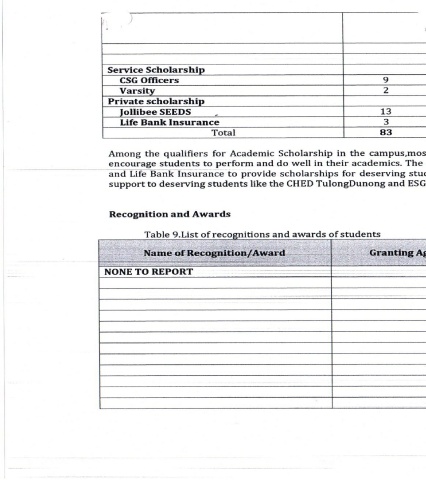 Service Scholarship
CSG Officers 9
Varsity 2
Private scholarship
Jollibee SEEDS 13
Life Bank Insurance 3
Total 83
Among the qualifiers for Academic Scholarship in the campus,mos
encourage students to perform and do well in their academics. The
and Life Bank Insurance to provide scholarships for deserving stud
support to deserving students like the CHED TulongDunong and ESG
Recognition and Awards
Table 9.List of recognitions and awards of students
Name of Recognition/Award Granting Ag
NONE TO REPORT